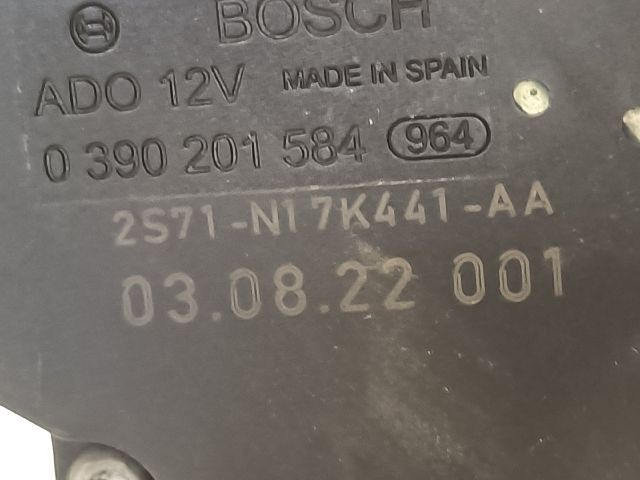 BOSCH
ADO 12V MADE IN SPAIN
0 390 201 584 964
2S71-N17K441-AA
03.08.22 001